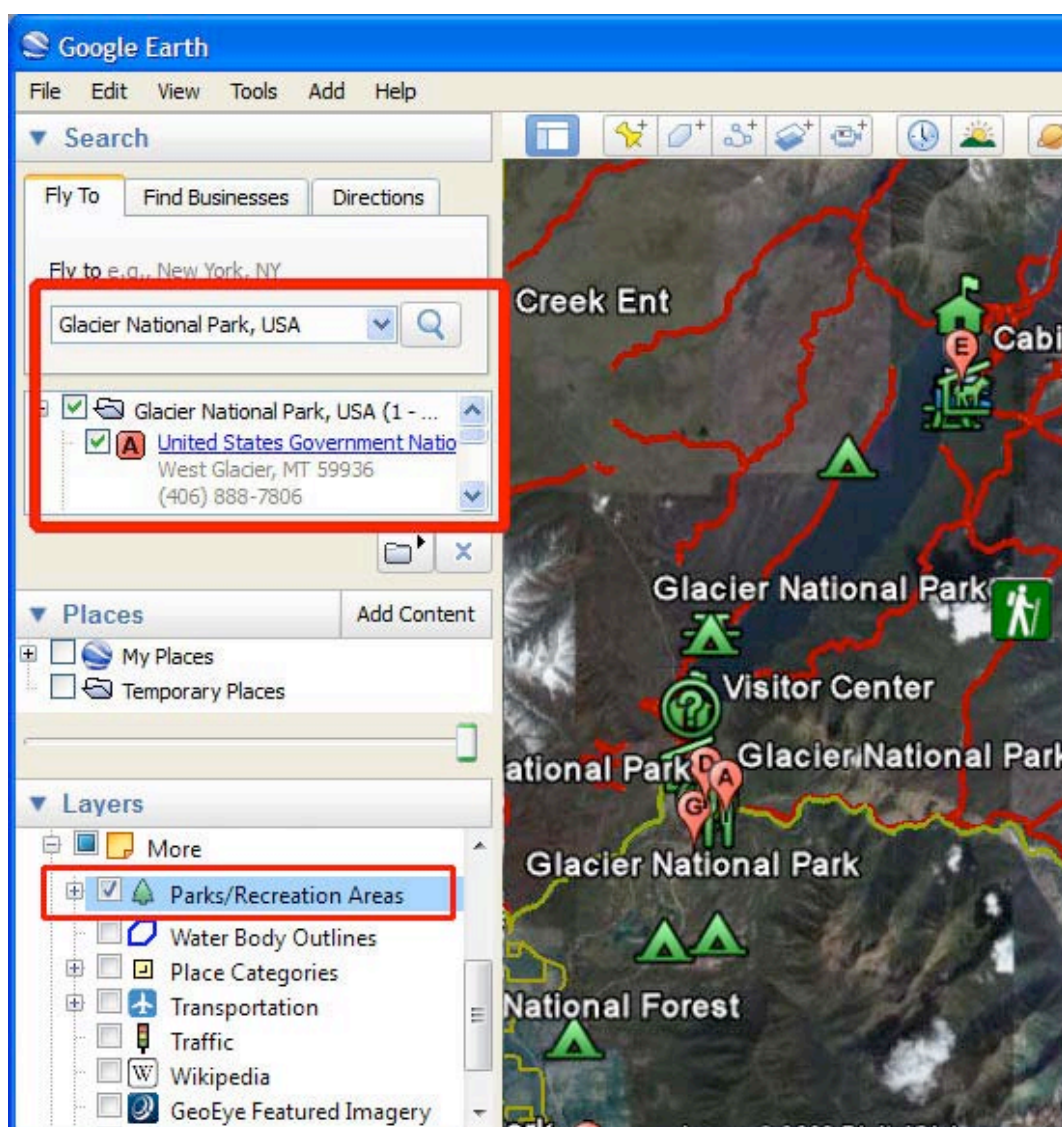 Google Earth
File Edit View Tools Add Help
Search
Fly To Find Businesses Directions
Fly to e.g., New York, NY
Glacier National Park, USA
Glacier National Park, USA (1 - ...
A United States Government Natio
West Glacier, MT 59936
(406) 888-7806
Places Add Content
My Places
Temporary Places
Layers
More
Parks/Recreation Areas
Water Body Outlines
Place Categories
Transportation
Traffic
W Wikipedia
GeoEye Featured Imagery
Creek Ent
E Cabi
Glacier National Park
? Visitor Center
ational Park D A Glacier National Park
G
Glacier National Park
National Forest